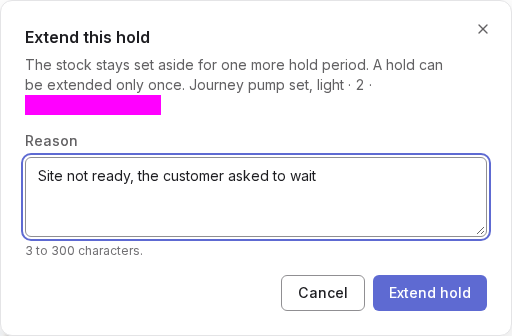 Extend this hold
The stock stays set aside for one more hold period. A hold can
be extended only once. Journey pump set, light · 2 ·
Reason
Site not ready, the customer asked to wait
3 to 300 characters.
Cancel
Extend hold